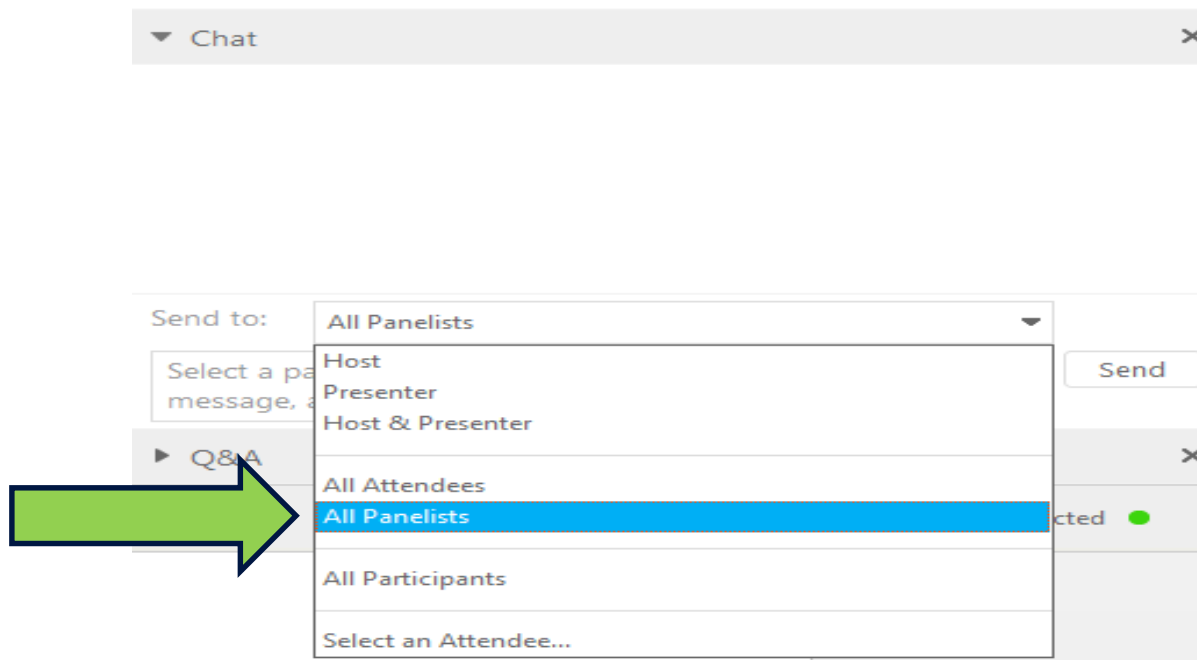 Chat
Send to:
All Panelists
Select a pa
message, a
Send
Host
Presenter
Host & Presenter
Q&A
All Attendees
All Panelists
cted
All Participants
Select an Attendee...